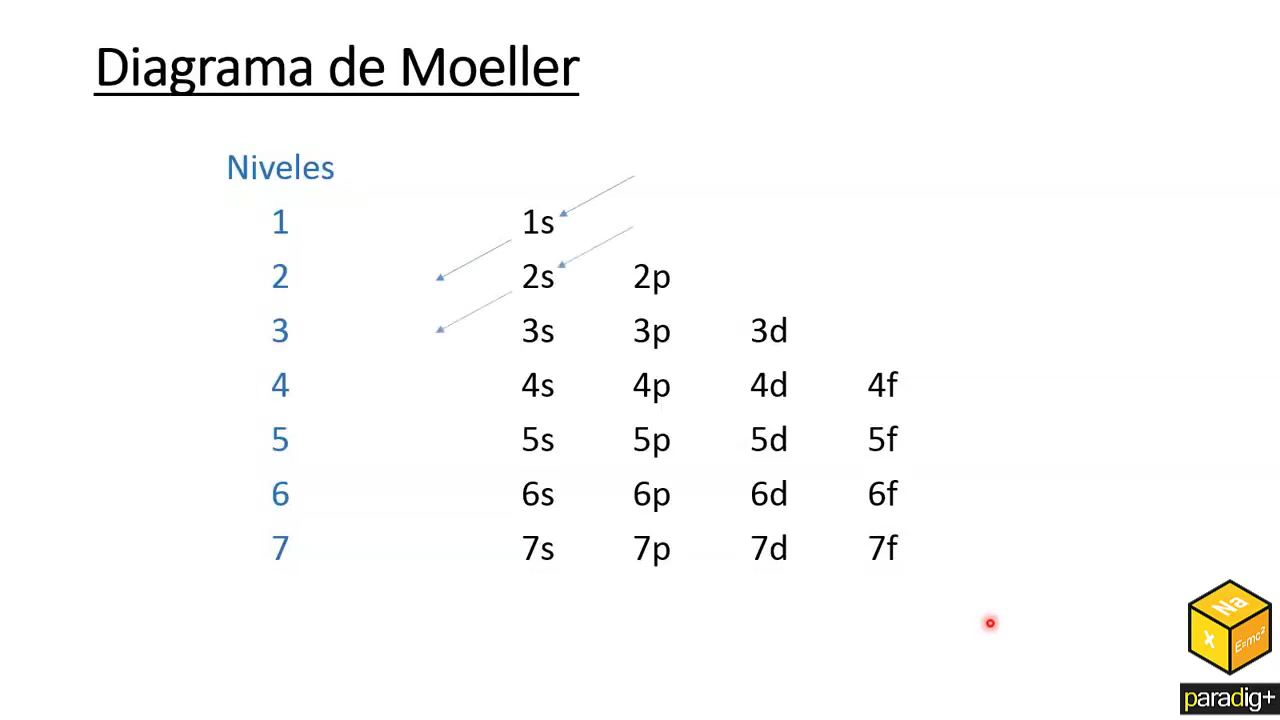 Diagrama de Moeller
Niveles
1 1s
2 2s 2p
3 3s 3p 3d
4 4s 4p 4d 4f
5 5s 5p 5d 5f
6 6s 6p 6d 6f
7 7s 7p 7d 7f
Na
x E=mc²
paradig+